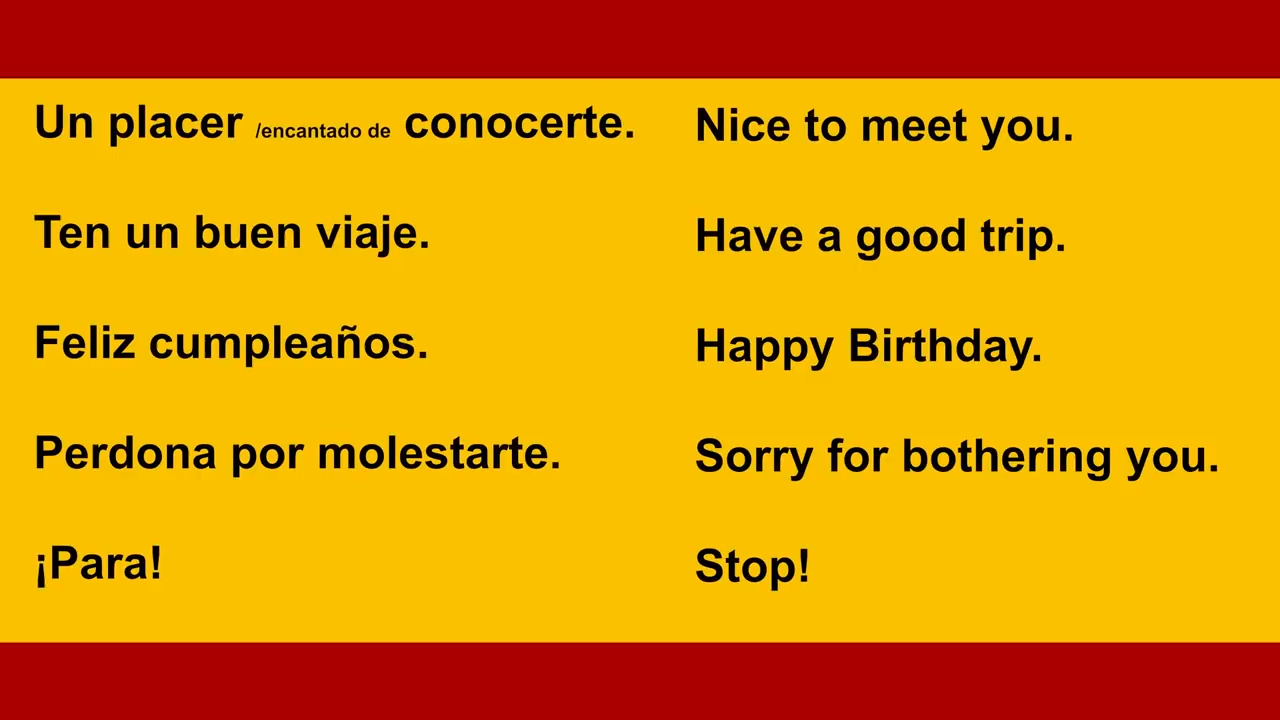 Un placer /encantado de conocerte. Nice to meet you.
Ten un buen viaje. Have a good trip.
Feliz cumpleaños. Happy Birthday.
Perdona por molestarte. Sorry for bothering you.
¡Para! Stop!